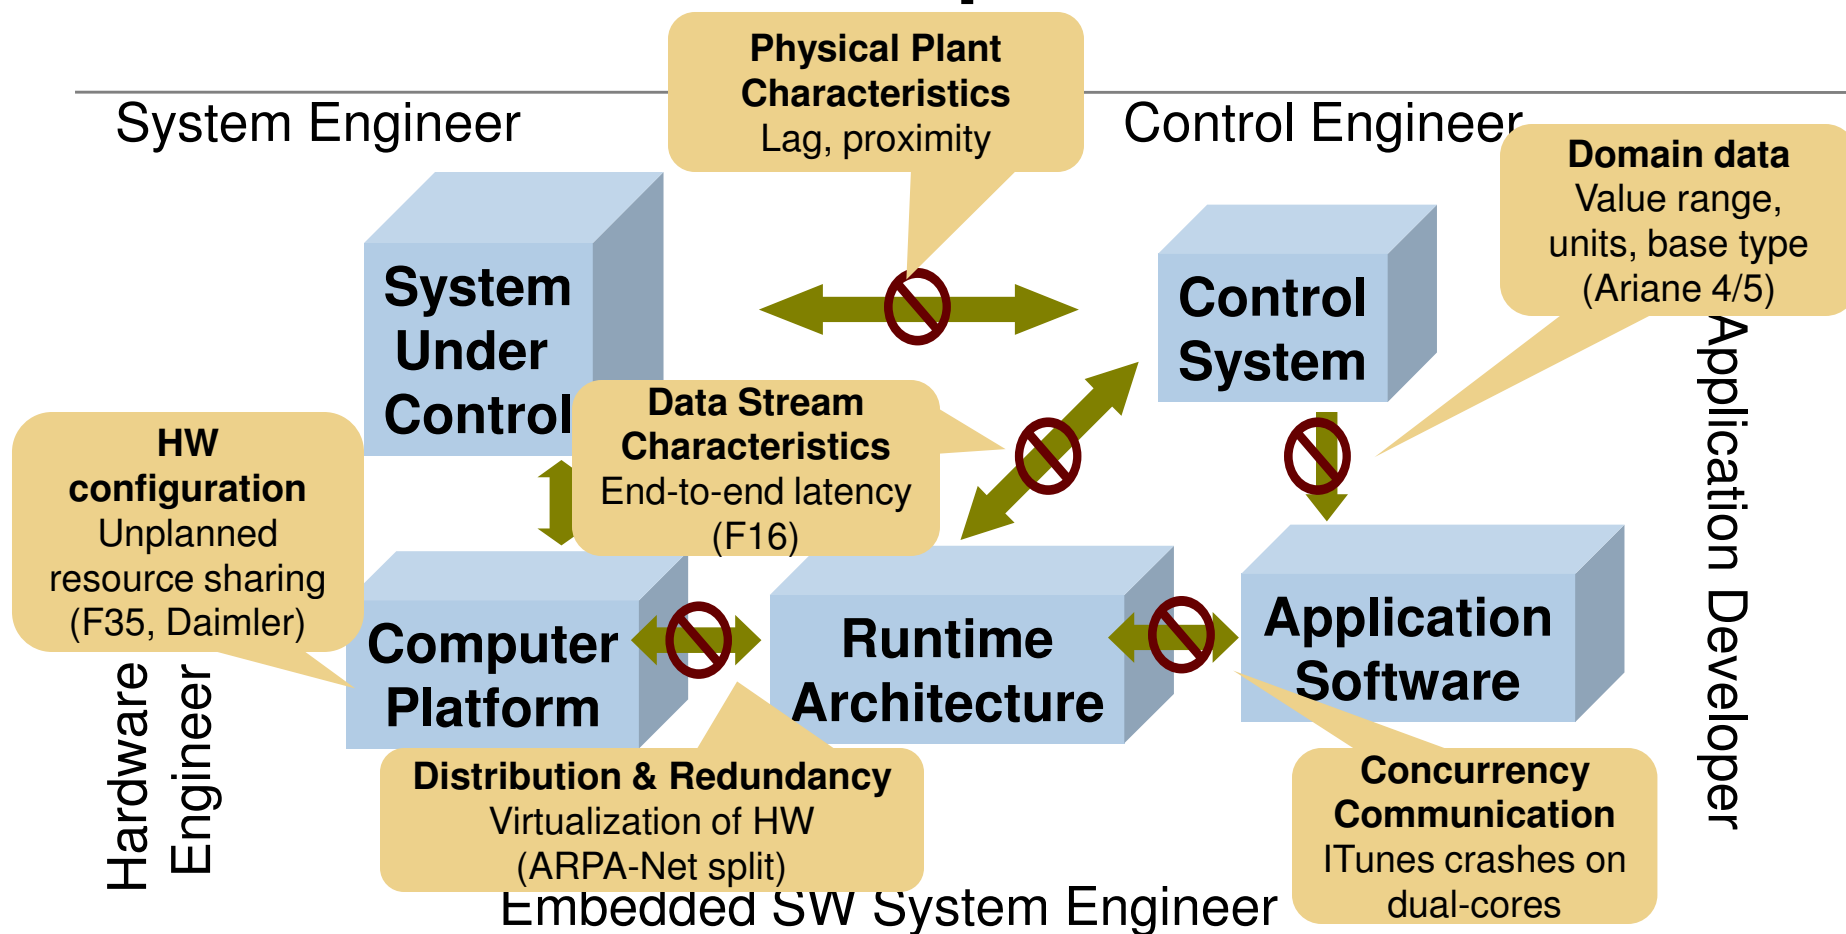 Physical Plant
Characteristics
Lag, proximity
System Engineer
Control Engineer
Domain data
Value range,
units, base type
(Ariane 4/5)
System
Under
Control
Control
System
Application Developer
Data Stream
Characteristics
End-to-end latency
(F16)
HW
configuration
Unplanned
resource sharing
(F35, Daimler)
Computer
Platform
Runtime
Architecture
Application
Software
Hardware
Engineer
Distribution & Redundancy
Virtualization of HW
(ARPA-Net split)
Concurrency
Communication
ITunes crashes on
dual-cores
Embedded SW System Engineer